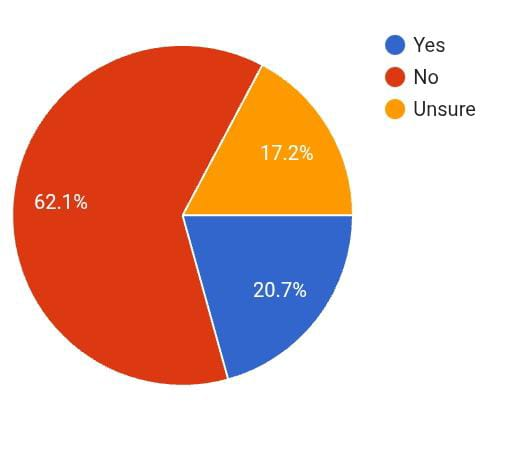 Yes
No
Unsure
17.2%
62.1%
20.7%